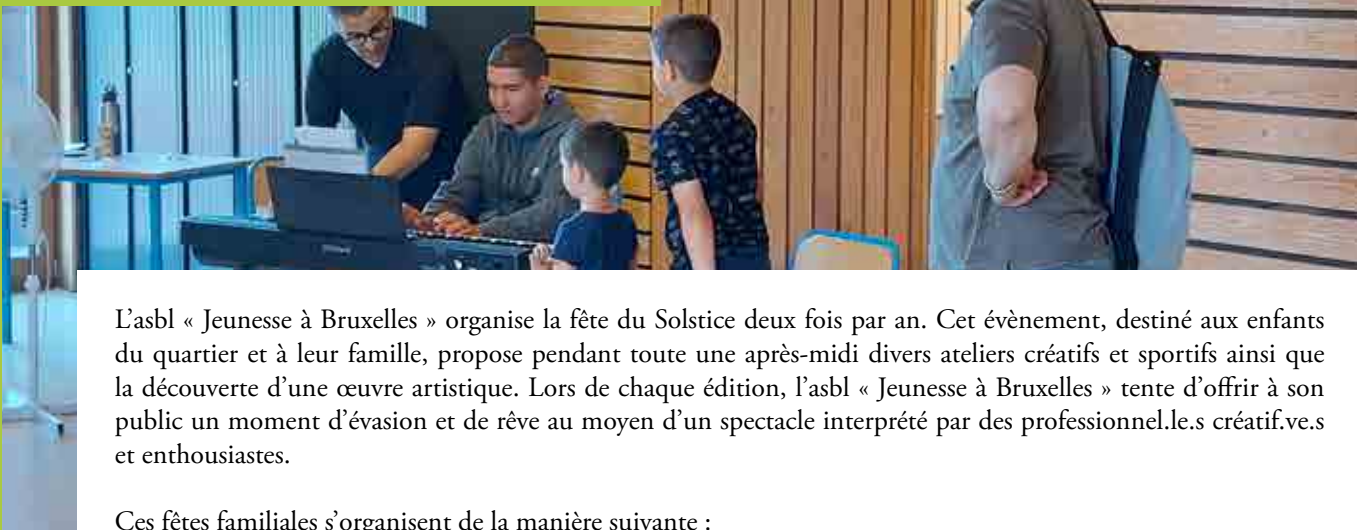 L’asbl « Jeunesse à Bruxelles » organise la fête du Solstice deux fois par an. Cet évènement, destiné aux enfants
du quartier et à leur famille, propose pendant toute une après-midi divers ateliers créatifs et sportifs ainsi que
la découverte d’une œuvre artistique. Lors de chaque édition, l’asbl « Jeunesse à Bruxelles » tente d’offrir à son
public un moment d’évasion et de rêve au moyen d’un spectacle interprété par des professionnel.le.s créatif.ve.s
et enthousiastes.
Ces fêtes familiales s’organisent de la manière suivante :